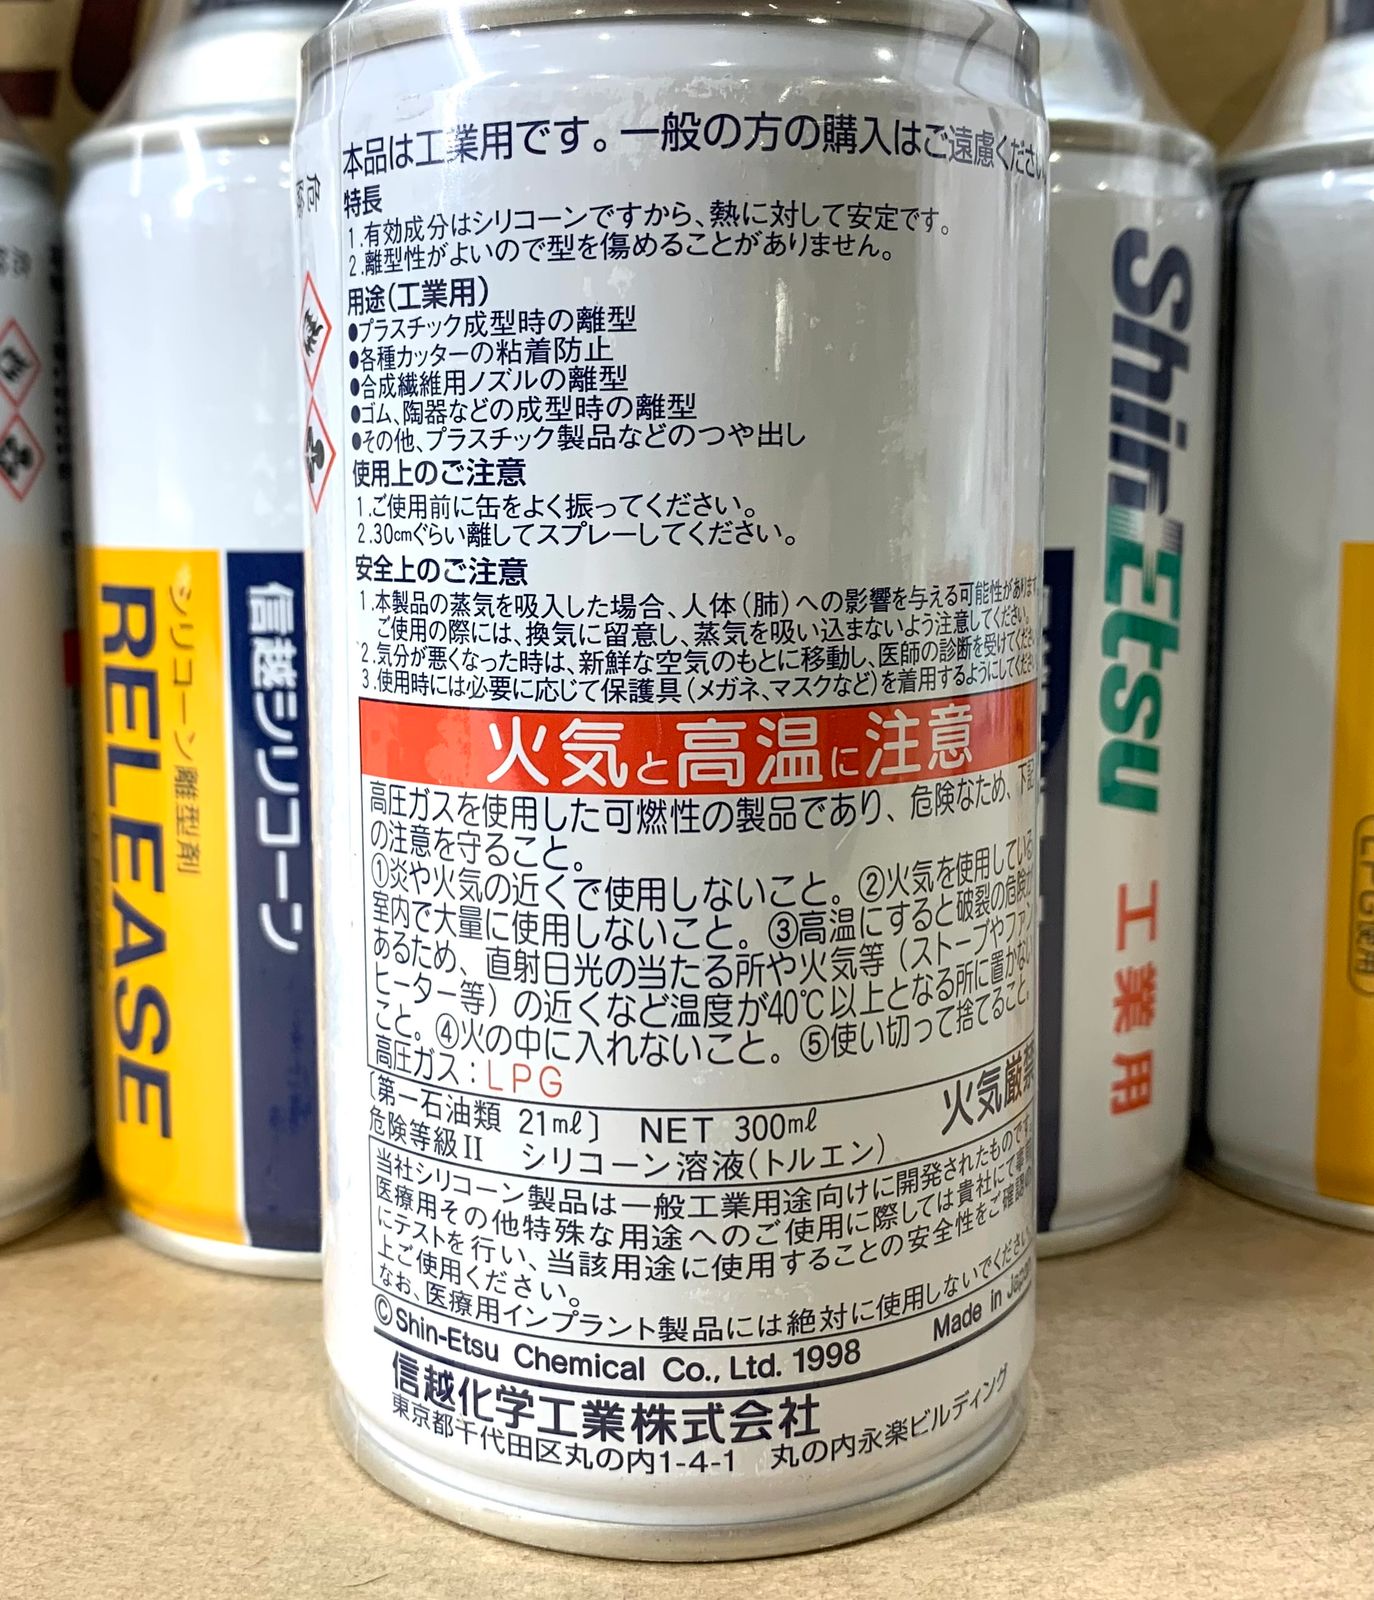 本品は工業用です。一般の方の購入はご遠慮ください
特長
1.有効成分はシリコーンですから、熱に対して安定です。
2.離型性がよいので型を傷めることがありません。
用途(工業用)
●プラスチック成型時の離型
●各種カッターの粘着防止
●合成繊維用ノズルの離型
●ゴム、陶器などの成型時の離型
●その他、プラスチック製品などのつや出し
使用上のご注意
1.ご使用前に缶をよく振ってください。
2.30cmぐらい離してスプレーしてください。
安全上のご注意
1.本製品の蒸気を吸入した場合、人体(肺)への影響を与える可能性があります
ご使用の際には、換気に留意し、蒸気を吸い込まないよう注意してください。
2.気分が悪くなった時は、新鮮な空気のもとに移動し、医師の診断を受けてくださ
3.使用時には必要に応じて保護具(メガネ、マスクなど)を着用するようにしてくださ
火気と高温に注意
高圧ガスを使用した可燃性の製品であり、危険なため、下記
の注意を守ること。
①炎や火気の近くで使用しないこと。②火気を使用している
室内で大量に使用しないこと。③高温にすると破裂の危険が
あるため、直射日光の当たる所や火気等(ストーブやファン
ヒーター等)の近くなど温度が40℃以上となる所に置かない
こと。④火の中に入れないこと。⑤使い切って捨てること。
高圧ガス:LPG
〔第一石油類 21mℓ〕 NET 300mℓ 火気厳禁
危険等級Ⅱ シリコーン溶液(トルエン)
当社シリコーン製品は一般工業用途向けに開発されたものです。
医療用その他特殊な用途へのご使用に際しては貴社にて事前
にテストを行い、当該用途に使用することの安全性をご確認の
上ご使用ください。
なお、医療用インプラント製品には絶対に使用しないでください
©Shin-Etsu Chemical Co., Ltd. 1998 Made in Japan
信越化学工業株式会社
東京都千代田区丸の内1-4-1 丸の内永楽ビルディング
RELEASE
シリコーン離型剤
信越シリコーン
ShinEtsu 工業用
LPG使用